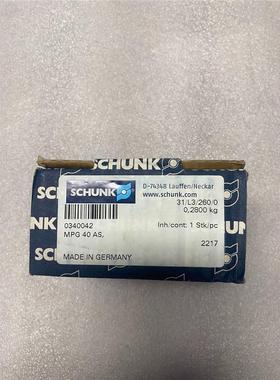 SCHUNK
D-74348 Lauffen/Neckar
www.schunk.com
31/L3/260/0
0,2800 kg
0340042
Inh/cont: 1 Stk/pc
MPG 40 AS,
2217
MADE IN GERMANY
SCHUNK